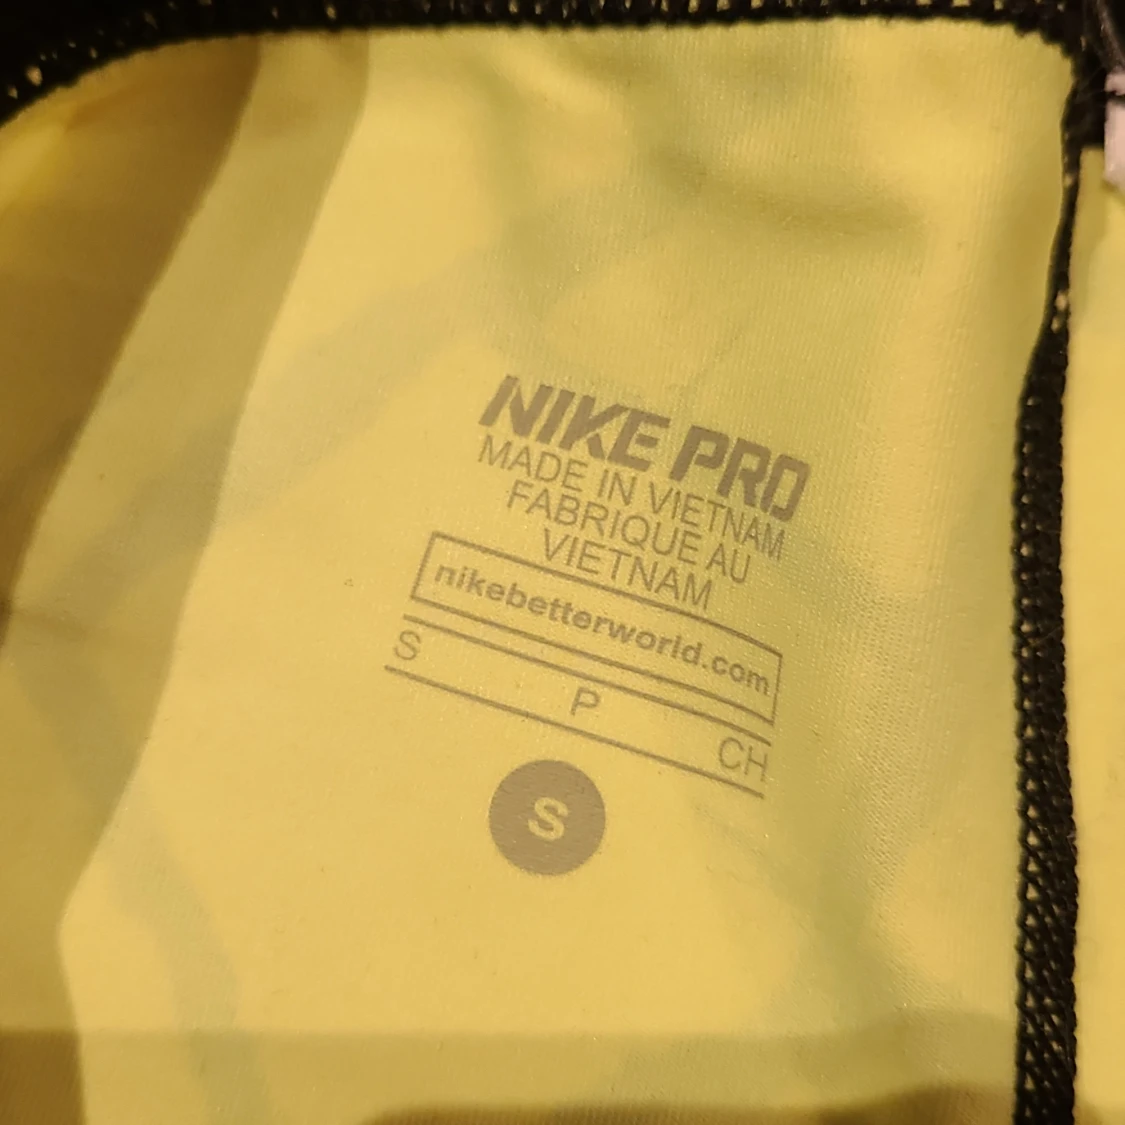 NIKE PRO
MADE IN VIETNAM
FABRIQUE AU
VIETNAM
nikebetterworld.com
S P CH
S